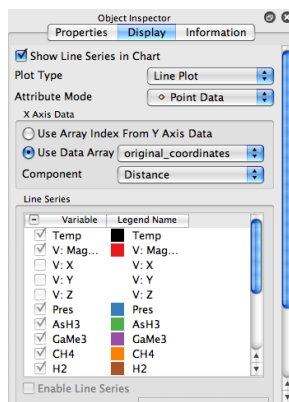 Object Inspector
Properties Display Information
Show Line Series in Chart
Plot Type Line Plot
Attribute Mode Point Data
X Axis Data
Use Array Index From Y Axis Data
Use Data Array original_coordinates
Component Distance
Line Series
Variable Legend Name
Temp Temp
V: Mag... V: Mag...
V: X V: X
V: Y V: Y
V: Z V: Z
Pres Pres
AsH3 AsH3
GaMe3 GaMe3
CH4 CH4
H2 H2
Enable Line Series